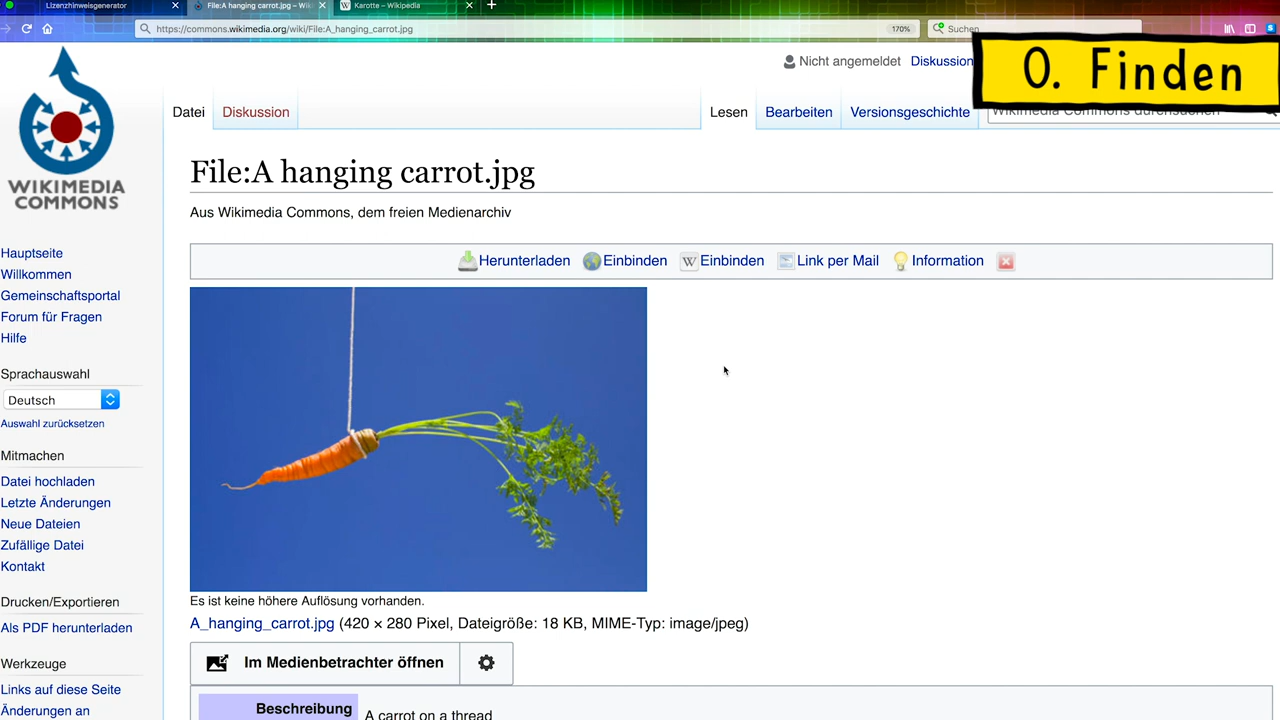 Lizenzhinweisgenerator
File:A hanging carrot.jpg – Wiki
Karotte – Wikipedia
https://commons.wikimedia.org/wiki/File:A_hanging_carrot.jpg
170%
Suchen
0. Finden
Nicht angemeldet
Diskussion
Datei
Diskussion
Lesen
Bearbeiten
Versionsgeschichte
Wikimedia Commons durchsuchen
WIKIMEDIA
COMMONS
File:A hanging carrot.jpg
Aus Wikimedia Commons, dem freien Medienarchiv
Herunterladen
Einbinden
W Einbinden
Link per Mail
Information
Hauptseite
Willkommen
Gemeinschaftsportal
Forum für Fragen
Hilfe
Sprachauswahl
Deutsch
Auswahl zurücksetzen
Mitmachen
Datei hochladen
Letzte Änderungen
Neue Dateien
Zufällige Datei
Kontakt
Drucken/Exportieren
Als PDF herunterladen
Werkzeuge
Links auf diese Seite
Änderungen an
Es ist keine höhere Auflösung vorhanden.
A_hanging_carrot.jpg (420 × 280 Pixel, Dateigröße: 18 KB, MIME-Typ: image/jpeg)
Im Medienbetrachter öffnen
Beschreibung
A carrot on a thread